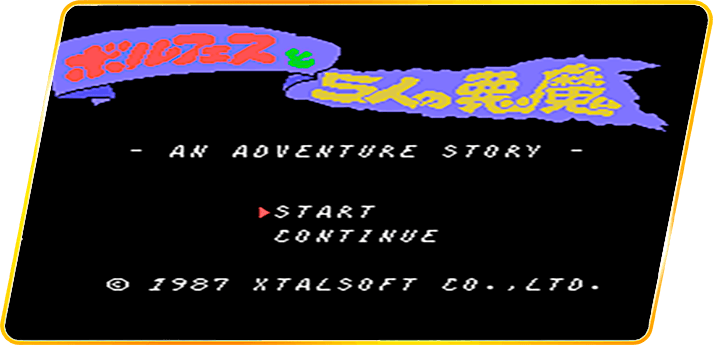 ボルフェスと
5人の悪魔
- AN ADVENTURE STORY -
START
CONTINUE
© 1987 XTALSOFT CO.,LTD.